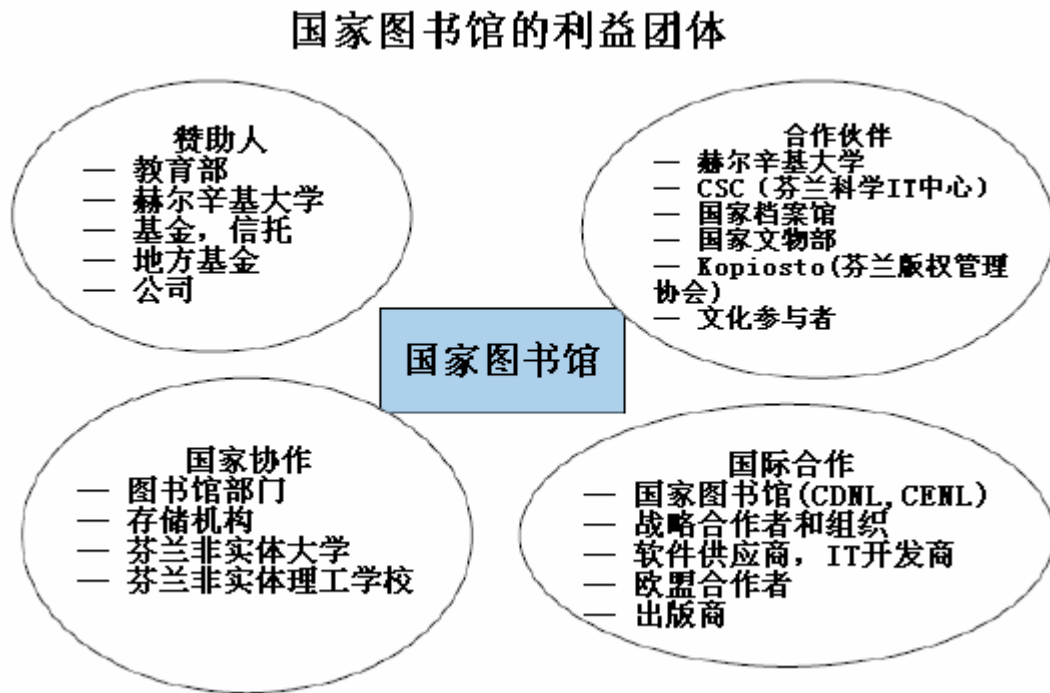 国家图书馆的利益团体
赞助人
— 教育部
— 赫尔辛基大学
— 基金，信托
— 地方基金
— 公司
合作伙伴
— 赫尔辛基大学
— CSC（芬兰科学IT中心）
— 国家档案馆
— 国家文物部
— Kopiosto(芬兰版权管理
协会)
— 文化参与者
国家图书馆
国家协作
— 图书馆部门
— 存储机构
— 芬兰非实体大学
— 芬兰非实体理工学校
国际合作
— 国家图书馆(CDNL,CENL)
— 战略合作者和组织
— 软件供应商，IT开发商
— 欧盟合作者
— 出版商